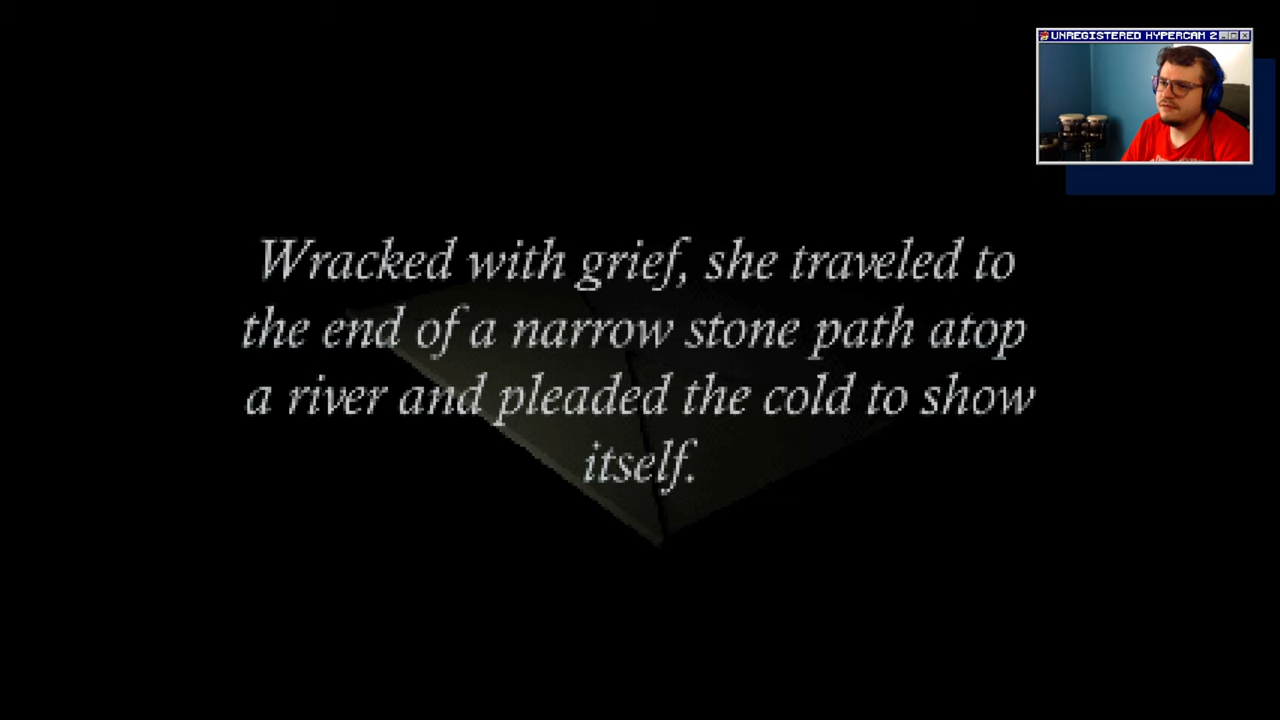 UNREGISTERED HYPERCAM 2
Wracked with grief, she traveled to
the end of a narrow stone path atop
a river and pleaded the cold to show
itself.